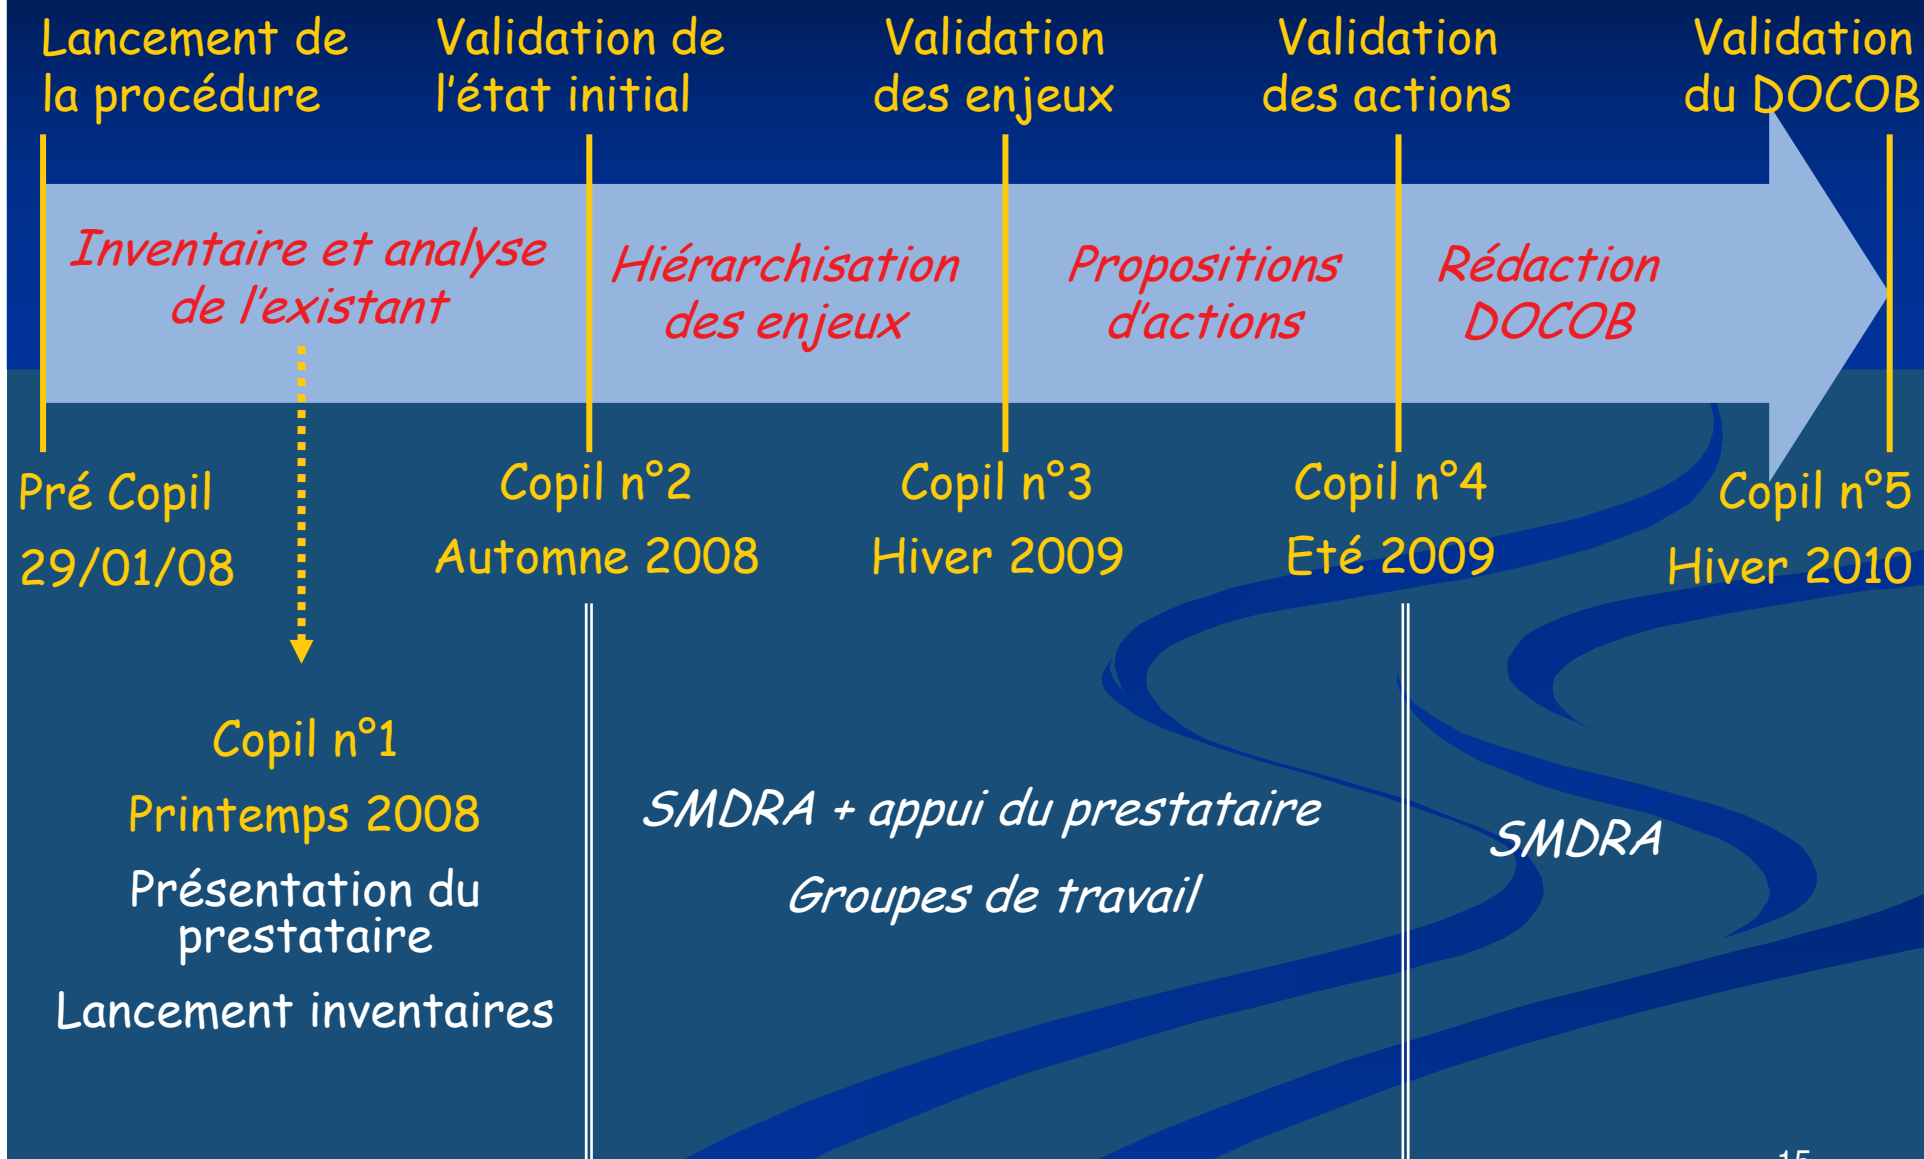 Lancement de
la procédure
Validation de
l'état initial
Validation
des enjeux
Validation
des actions
Validation
du DOCOB
Inventaire et analyse
de l'existant
Hiérarchisation
des enjeux
Propositions
d'actions
Rédaction
DOCOB
Pré Copil
29/01/08
Copil n°2
Automne 2008
Copil n°3
Hiver 2009
Copil n°4
Eté 2009
Copil n°5
Hiver 2010
Copil n°1
Printemps 2008
Présentation du
prestataire
Lancement inventaires
SMDRA + appui du prestataire
Groupes de travail
SMDRA
15